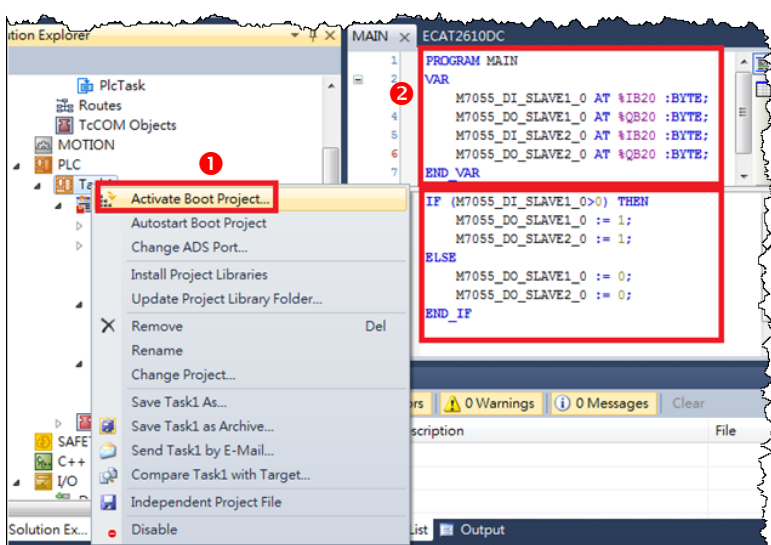 ution Explorer
PlcTask
Routes
TcCOM Objects
MOTION
PLC
1
Activate Boot Project...
Autostart Boot Project
Change ADS Port...
Install Project Libraries
Update Project Library Folder...
Remove Del
Rename
Change Project...
Save Task1 As...
Save Task1 as Archive...
Send Task1 by E-Mail...
Compare Task1 with Target...
Independent Project File
Disable
C++
I/O
Solution Ex...
MAIN ECAT2610DC
2
1 PROGRAM MAIN
2 VAR
M7055_DI_SLAVE1_0 AT %IB20 :BYTE;
4 M7055_DO_SLAVE1_0 AT %QB20 :BYTE;
5 M7055_DI_SLAVE2_0 AT %IB20 :BYTE;
6 M7055_DO_SLAVE2_0 AT %QB20 :BYTE;
7 END_VAR
IF (M7055_DI_SLAVE1_0>0) THEN
M7055_DO_SLAVE1_0 := 1;
M7055_DO_SLAVE2_0 := 1;
ELSE
M7055_DO_SLAVE1_0 := 0;
M7055_DO_SLAVE2_0 := 0;
END_IF
ors 0 Warnings 0 Messages Clear
scription File
List Output